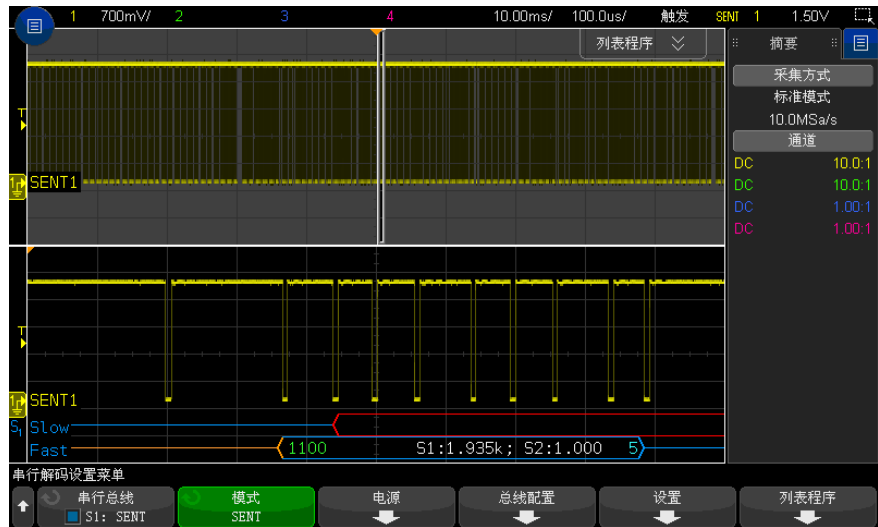 1 700mV/ 2 3 4 10.00ms/ 100.0us/ 触发 SENT 1 1.50V
列表程序
摘要
采集方式
标准模式
10.0MSa/s
通道
DC 10.0:1
DC 10.0:1
DC 1.00:1
DC 1.00:1
T
SENT1
T
SENT1
S1 Slow
Fast 1100 S1:1.935k; S2:1.000 5
串行解码设置菜单
串行总线 模式 电源 总线配置 设置 列表程序
S1: SENT SENT